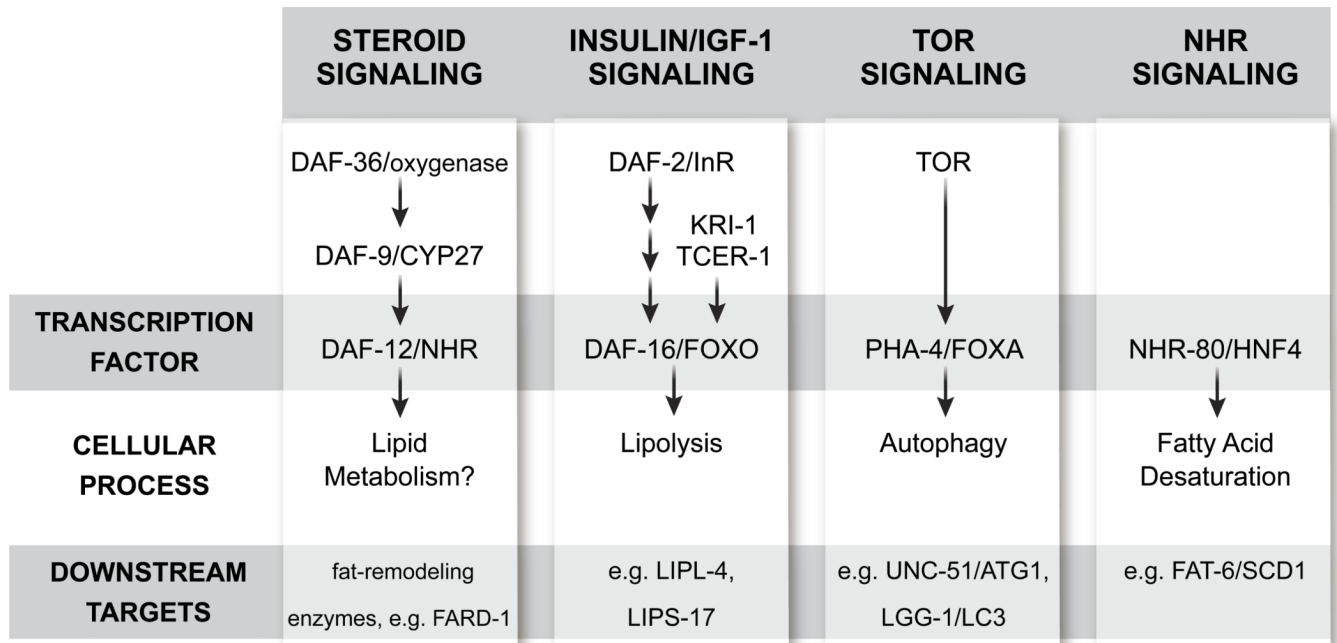 STEROID
SIGNALING
INSULIN/IGF-1
SIGNALING
TOR
SIGNALING
NHR
SIGNALING
DAF-36/oxygenase
DAF-2/InR
TOR
KRI-1
TCER-1
DAF-9/CYP27
TRANSCRIPTION
FACTOR
DAF-12/NHR
DAF-16/FOXO
PHA-4/FOXA
NHR-80/HNF4
CELLULAR
PROCESS
Lipid
Metabolism?
Lipolysis
Autophagy
Fatty Acid
Desaturation
DOWNSTREAM
TARGETS
fat-remodeling
enzymes, e.g. FARD-1
e.g. LIPL-4,
LIPS-17
e.g. UNC-51/ATG1,
LGG-1/LC3
e.g. FAT-6/SCD1